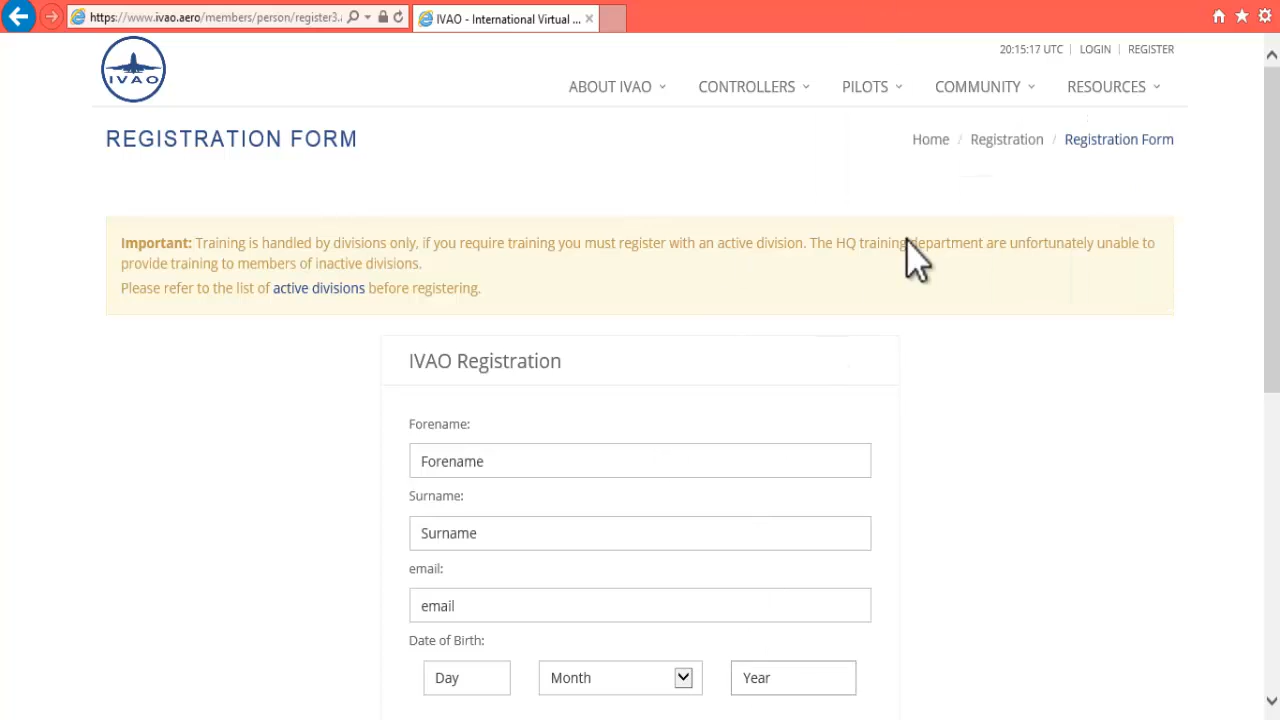 https://www.ivao.aero/members/person/register3.
IVAO - International Virtual ...
20:15:17 UTC LOGIN REGISTER
IVAO
ABOUT IVAO CONTROLLERS PILOTS COMMUNITY RESOURCES
REGISTRATION FORM
Home / Registration / Registration Form
Important: Training is handled by divisions only, if you require training you must register with an active division. The HQ training department are unfortunately unable to
provide training to members of inactive divisions.
Please refer to the list of active divisions before registering.
IVAO Registration
Forename:
Forename
Surname:
Surname
email:
email
Date of Birth:
Day Month Year